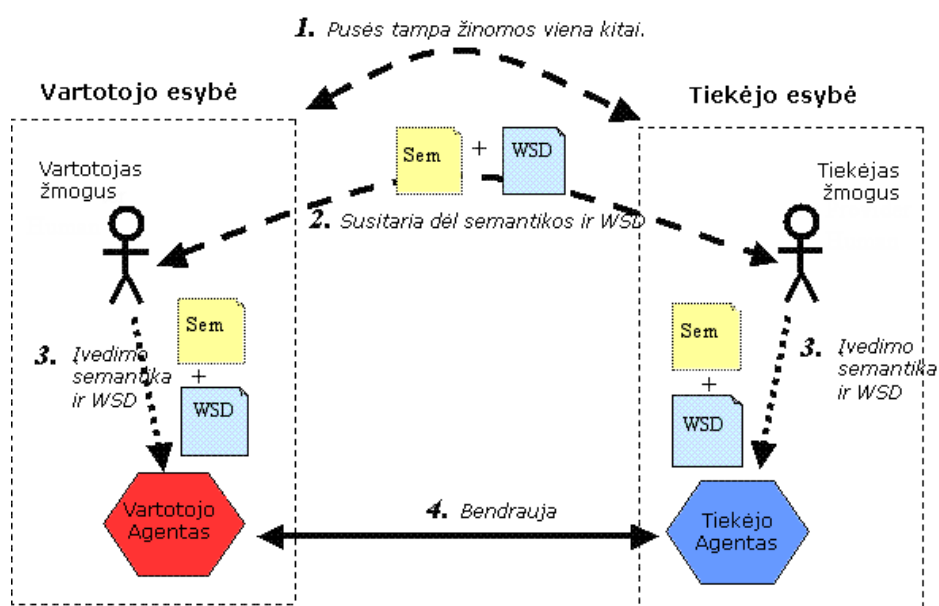 1. Pusės tampa žinomos viena kitai.
Vartotojo esybė
Tiekėjo esybė
Vartotojas
žmogus
Sem
+
WSD
Tiekėjas
žmogus
2. Susitaria dėl semantikos ir WSD
Sem
+
WSD
3. Įvedimo
semantika
ir WSD
Sem
+
WSD
3. Įvedimo
semantika
ir WSD
Vartotojo
Agentas
4. Bendrauja
Tiekėjo
Agentas